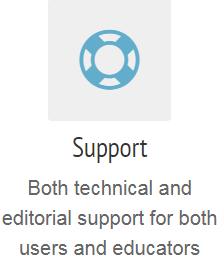 Support
Both technical and
editorial support for both
users and educators